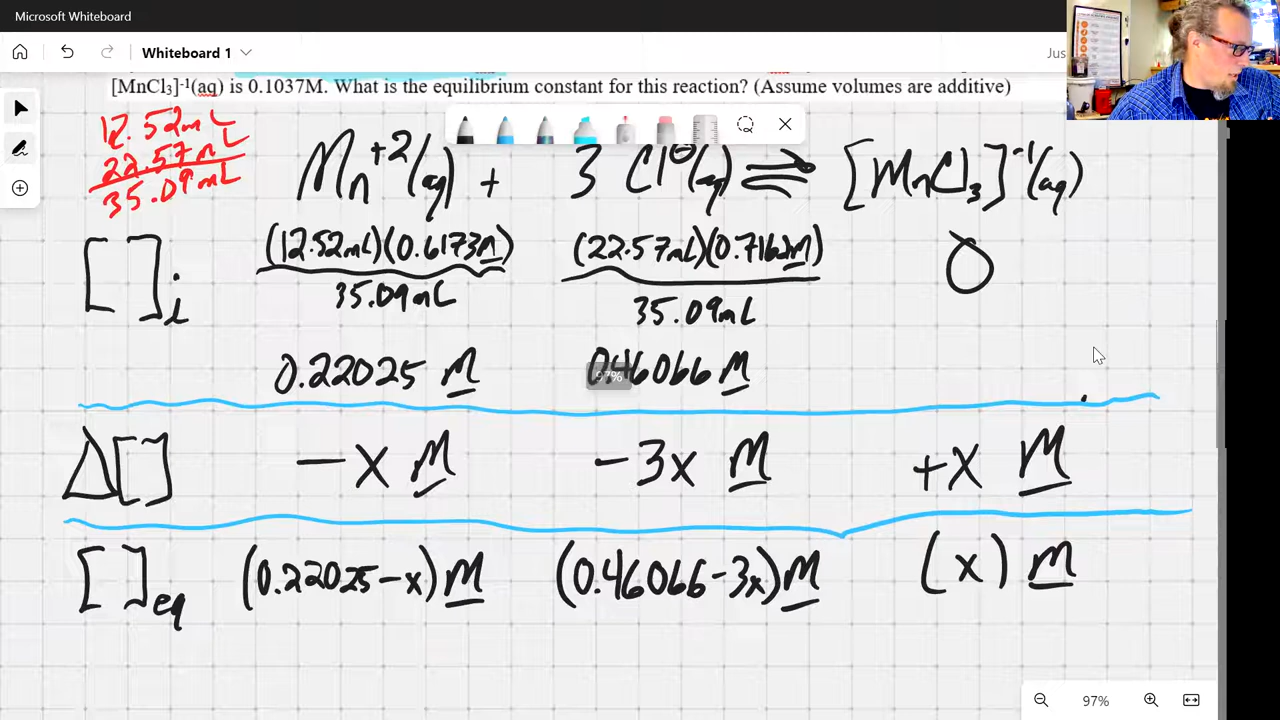 Microsoft Whiteboard
Whiteboard 1
Jus
[MnCl₃]⁻¹(aq) is 0.1037M. What is the equilibrium constant for this reaction? (Assume volumes are additive)
12.52mL
22.57mL
35.09mL
Mn⁺²(aq) + 3 Cl⊖(aq) ⇌ [MnCl₃]⁻¹(aq)
[ ]i (12.52mL)(0.6173M)/35.09mL (22.57mL)(0.7162M)/35.09mL 0
0.22025 M 0.46066 M
97%
Δ[ ] -x M -3x M +x M
[ ]eq (0.22025-x)M (0.46066-3x)M (x) M
97%